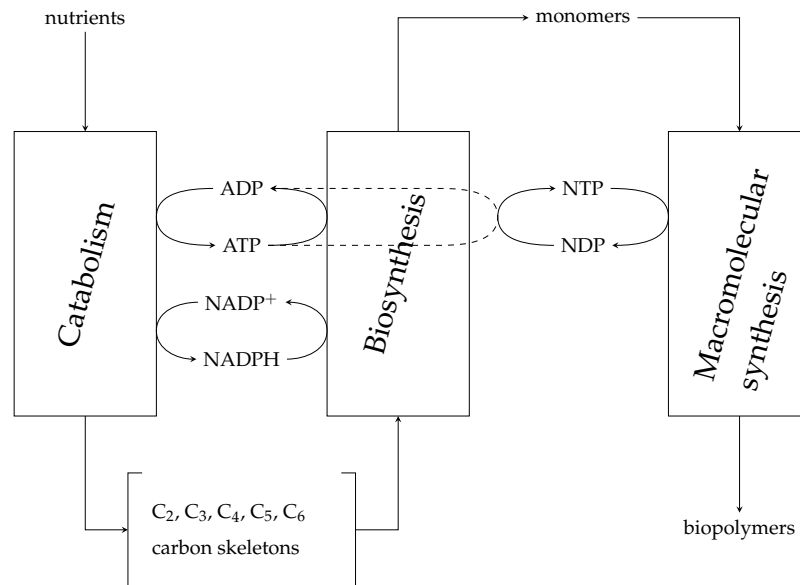 nutrients
monomers
Catabolism
ADP
ATP
NADP⁺
NADPH
Biosynthesis
NTP
NDP
Macromolecular
synthesis
C₂, C₃, C₄, C₅, C₆
carbon skeletons
biopolymers